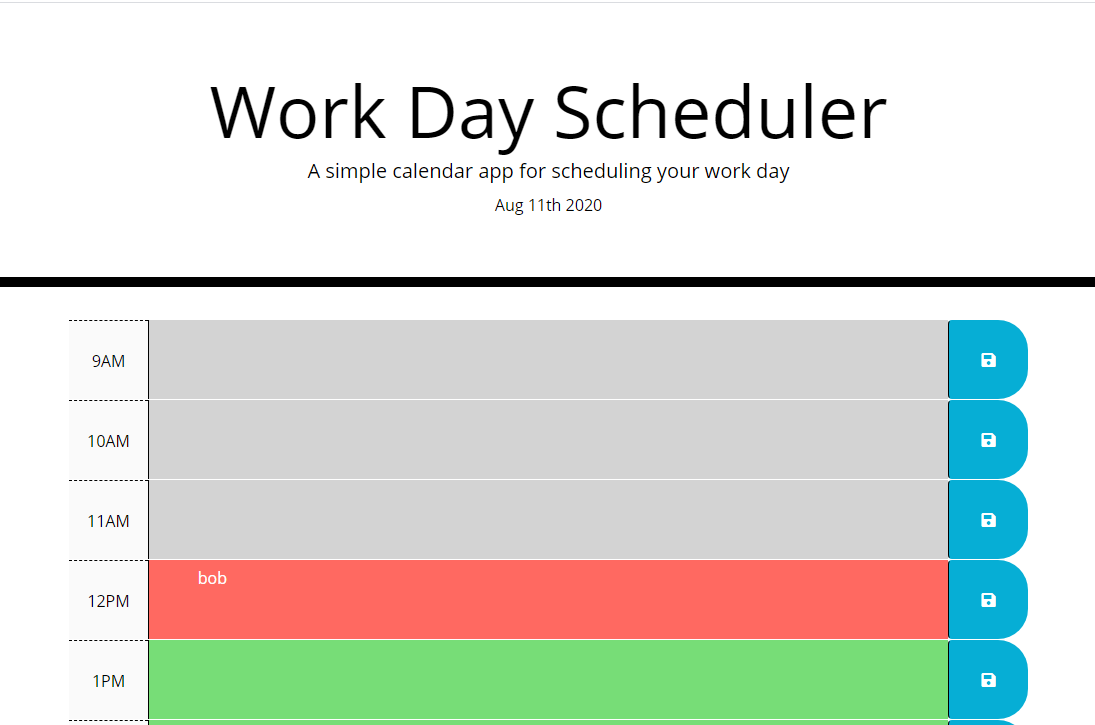 Work Day Scheduler
A simple calendar app for scheduling your work day
Aug 11th 2020
9AM
10AM
11AM
bob
12PM
1PM